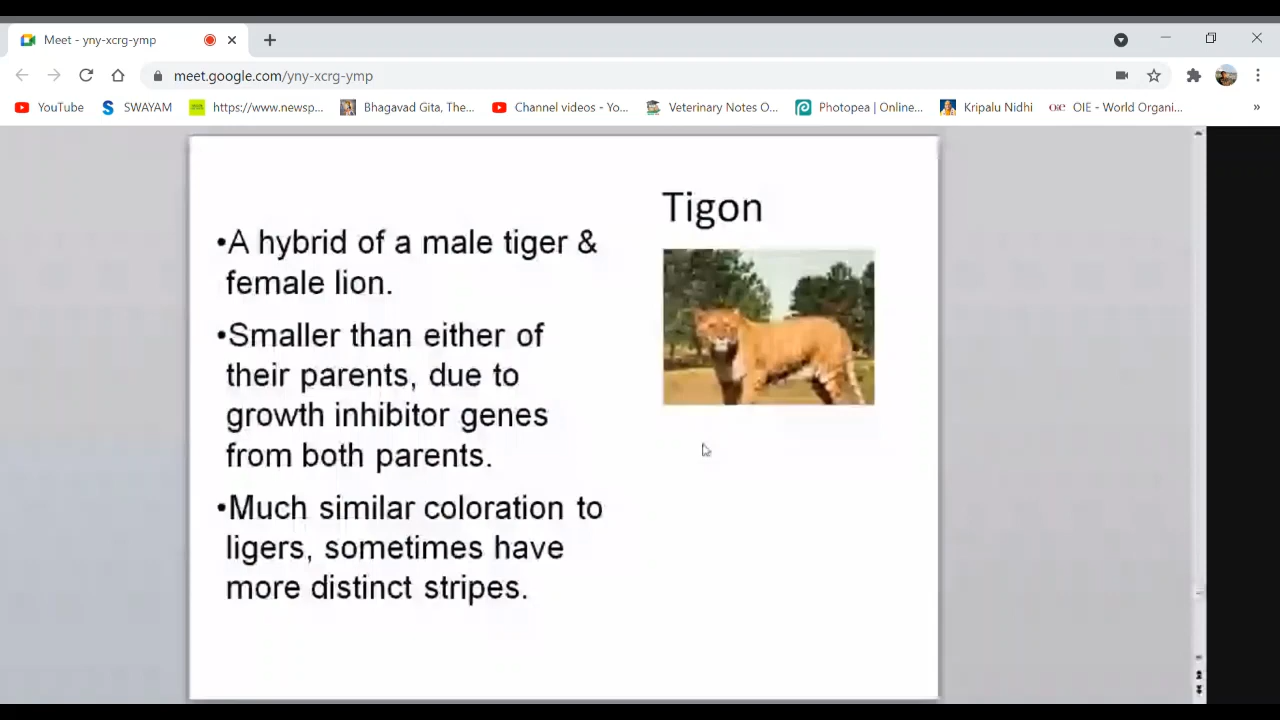 Meet - yny-xcrg-ymp
meet.google.com/yny-xcrg-ymp
YouTube
SWAYAM
https://www.newsp...
Bhagavad Gita, The...
Channel videos - Yo...
Veterinary Notes O...
Photopea | Online...
Kripalu Nidhi
OIE - World Organi...
»
Tigon
•A hybrid of a male tiger &
female lion.
•Smaller than either of
their parents, due to
growth inhibitor genes
from both parents.
•Much similar coloration to
ligers, sometimes have
more distinct stripes.